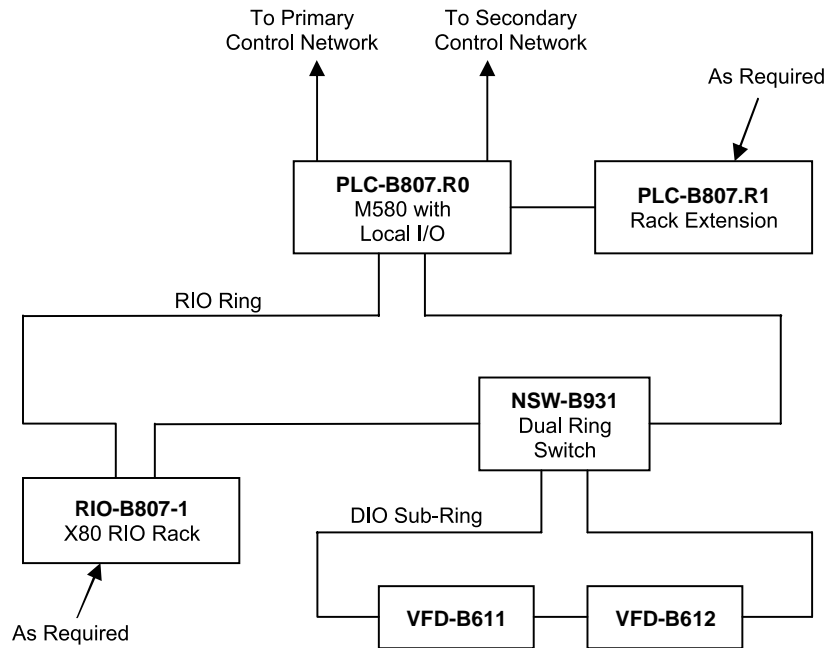 To Primary
Control Network
To Secondary
Control Network
As Required
PLC-B807.R0
M580 with
Local I/O
PLC-B807.R1
Rack Extension
RIO Ring
NSW-B931
Dual Ring
Switch
RIO-B807-1
X80 RIO Rack
DIO Sub-Ring
VFD-B611
VFD-B612
As Required